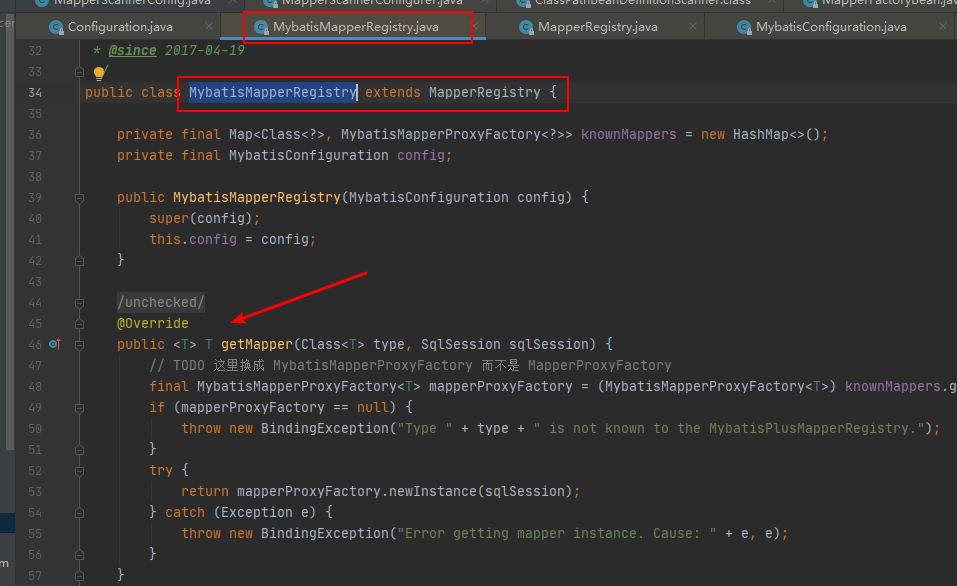 MapperScannerConfig.java MapperScannerConfigurer.java ClassPathBeanDefinitionScanner.class MapperFactoryBean.jav
Configuration.java MybatisMapperRegistry.java MapperRegistry.java MybatisConfiguration.java
32 * @since 2017-04-19
33 */
34 public class MybatisMapperRegistry extends MapperRegistry {
35
36 private final Map<Class<?>, MybatisMapperProxyFactory<?>> knownMappers = new HashMap<>();
37 private final MybatisConfiguration config;
38
39 public MybatisMapperRegistry(MybatisConfiguration config) {
40 super(config);
41 this.config = config;
42 }
43
44 /unchecked/
45 @Override
46 public <T> T getMapper(Class<T> type, SqlSession sqlSession) {
47 // TODO 这里换成 MybatisMapperProxyFactory 而不是 MapperProxyFactory
48 final MybatisMapperProxyFactory<T> mapperProxyFactory = (MybatisMapperProxyFactory<T>) knownMappers.g
49 if (mapperProxyFactory == null) {
50 throw new BindingException("Type " + type + " is not known to the MybatisPlusMapperRegistry.");
51 }
52 try {
53 return mapperProxyFactory.newInstance(sqlSession);
54 } catch (Exception e) {
55 throw new BindingException("Error getting mapper instance. Cause: " + e, e);
56 }
57 }